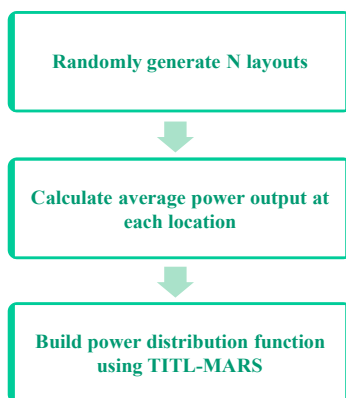 Randomly generate N layouts
Calculate average power output at
each location
Build power distribution function
using TITL-MARS